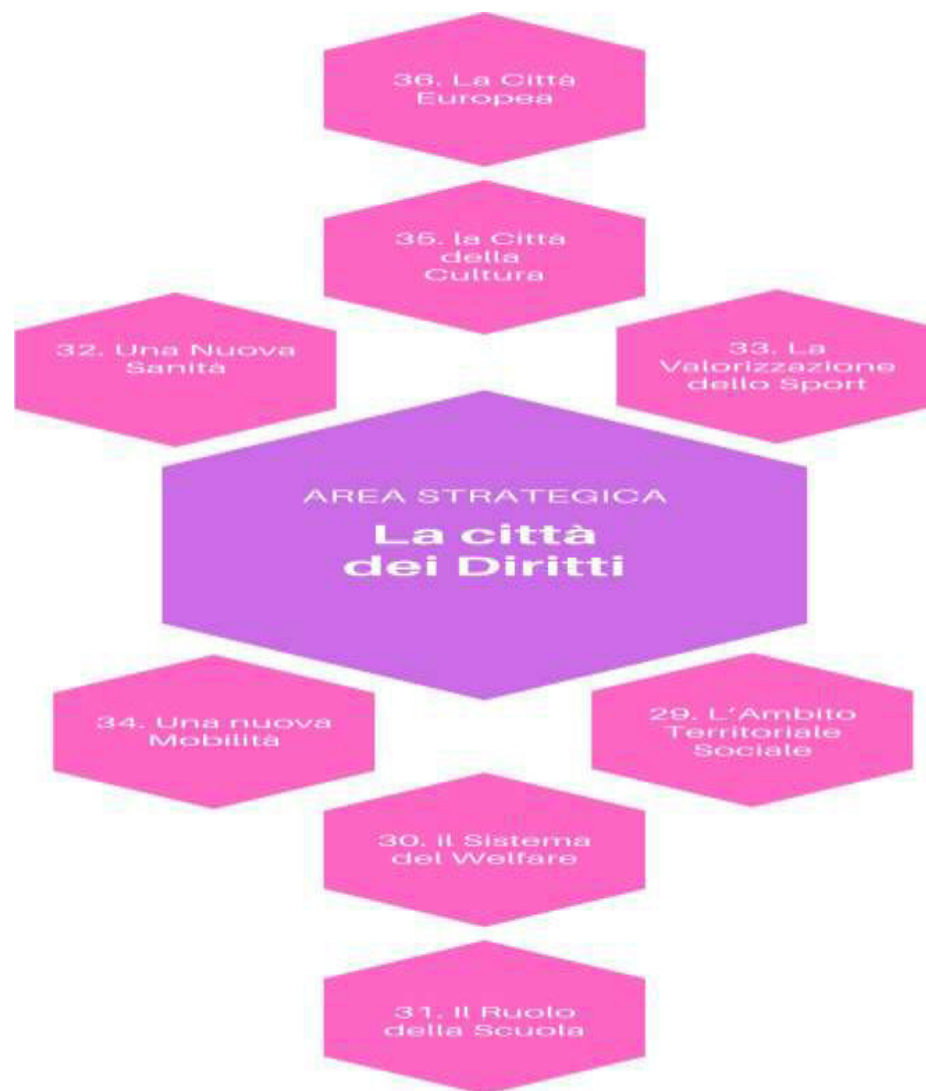 36. La Città
Europea
35. la Città
della
Cultura
32. Una Nuova
Sanità
33. La
Valorizzazione
dello Sport
AREA STRATEGICA
La città
dei Diritti
34. Una nuova
Mobilità
29. L'Ambito
Territoriale
Sociale
30. il Sistema
del Welfare
31. Il Ruolo
della Scuola